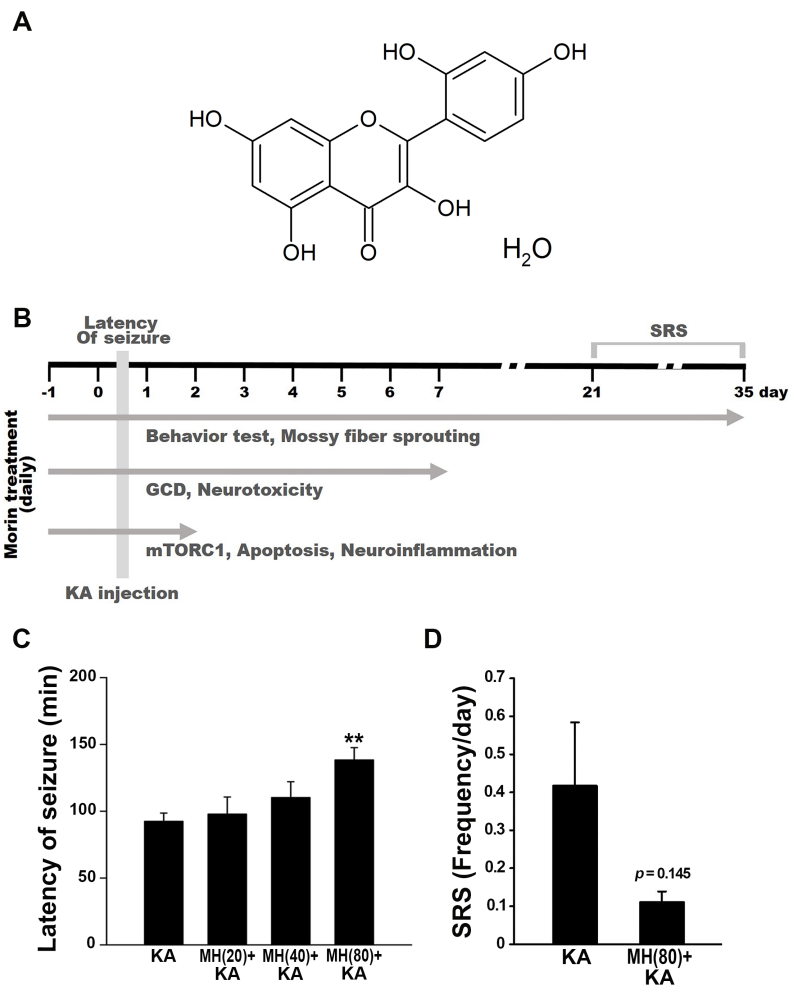 A
HO
OH
HO
O
OH
OH
O
H2O
B
Latency
Of seizure
SRS
-1 0 1 2 3 4 5 6 7 21 35 day
Morin treatment
(daily)
Behavior test, Mossy fiber sprouting
GCD, Neurotoxicity
mTORC1, Apoptosis, Neuroinflammation
KA injection
C
Latency of seizure (min)
200
150
100
50
0
**
KA
MH(20)+
KA
MH(40)+
KA
MH(80)+
KA
D
SRS (Frequency/day)
0.7
0.6
0.5
0.4
0.3
0.2
0.1
0
p = 0.145
KA
MH(80)+
KA